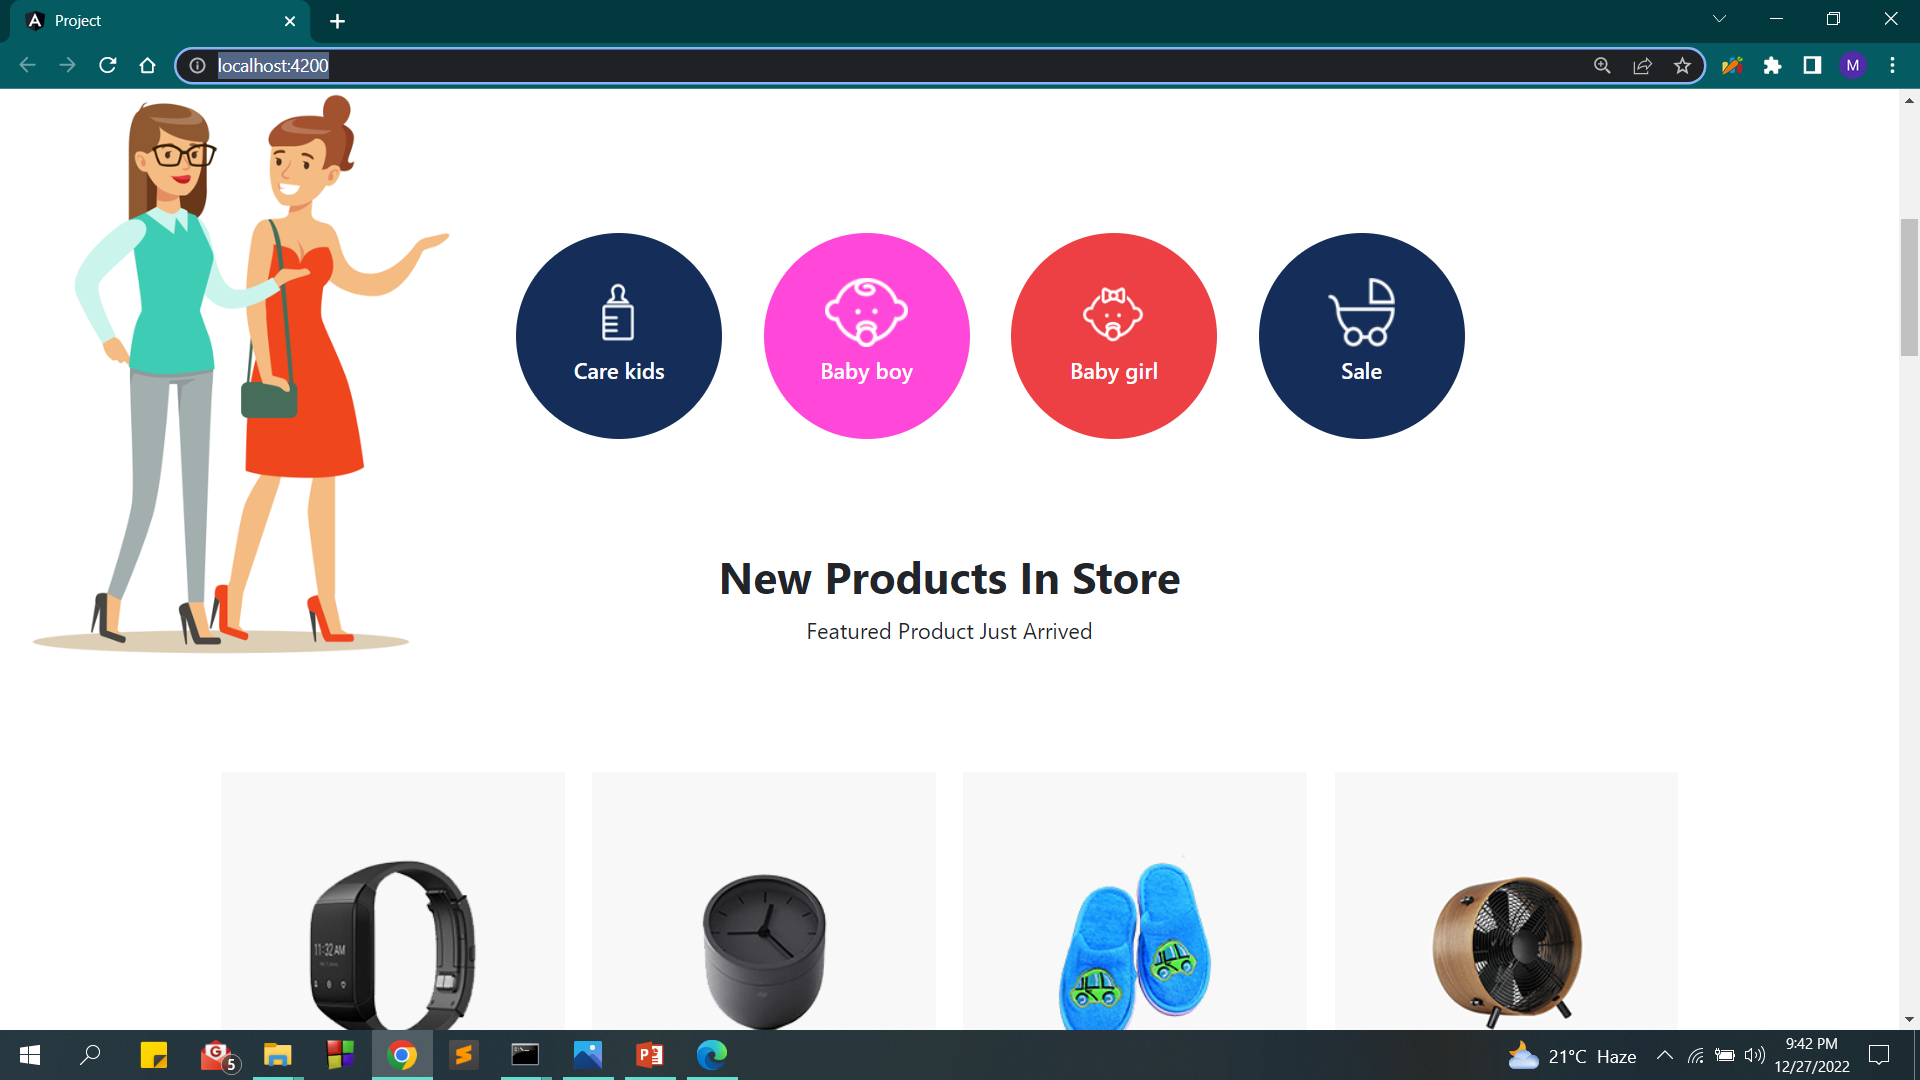 Project
localhost:4200
M
Care kids
Baby boy
Baby girl
Sale
New Products In Store
Featured Product Just Arrived
11:32 AM
5
21°C Haze
9:42 PM
12/27/2022